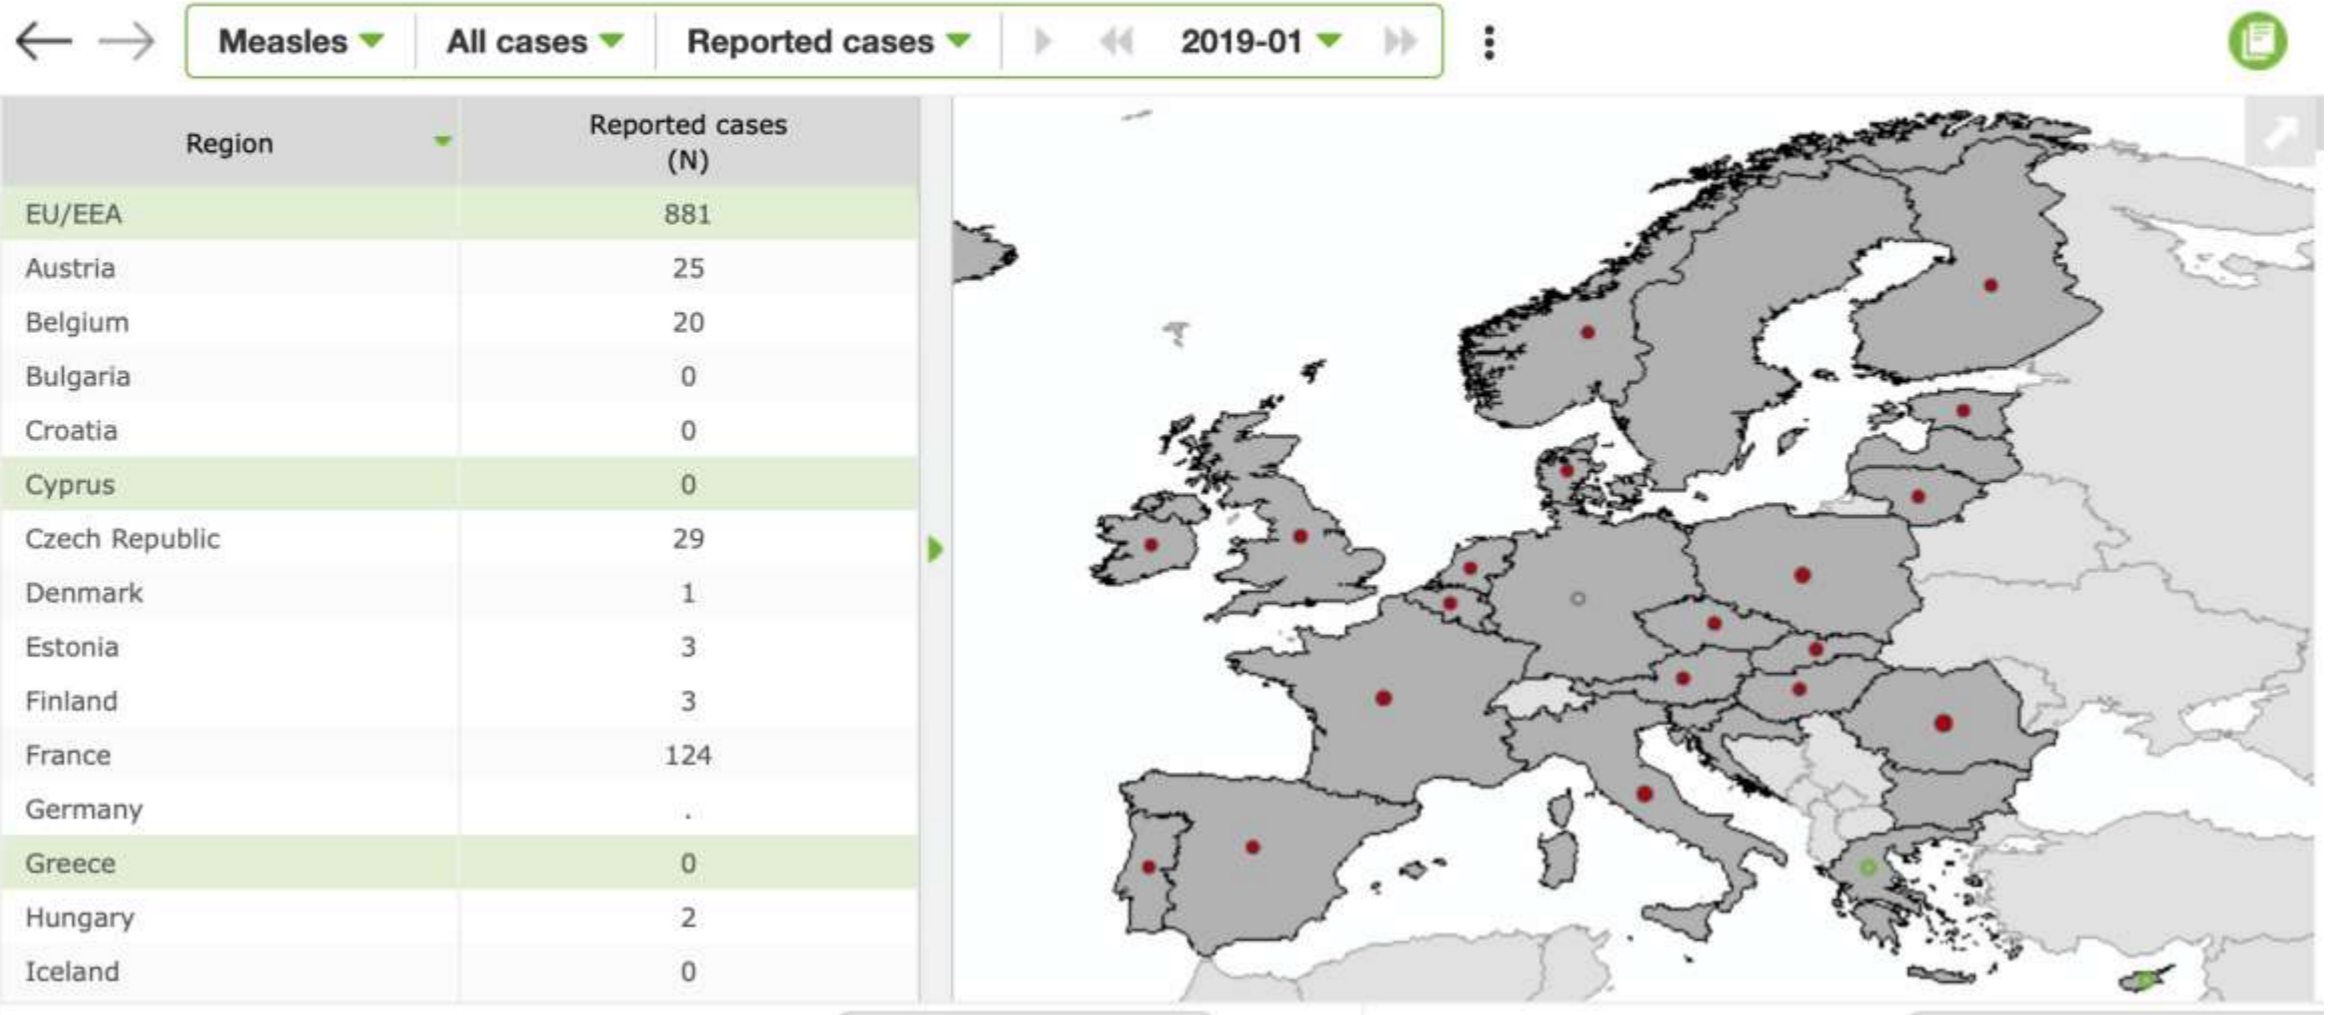 Measles All cases Reported cases 2019-01
Region Reported cases
(N)
EU/EEA 881
Austria 25
Belgium 20
Bulgaria 0
Croatia 0
Cyprus 0
Czech Republic 29
Denmark 1
Estonia 3
Finland 3
France 124
Germany .
Greece 0
Hungary 2
Iceland 0